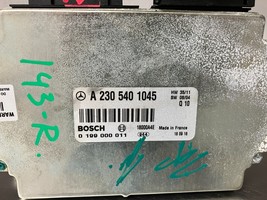 A 230 540 1045
HW 35/11
SW 09/04
Q 10
BOSCH
Made in France
0 199 000 011
143-R.
WARR